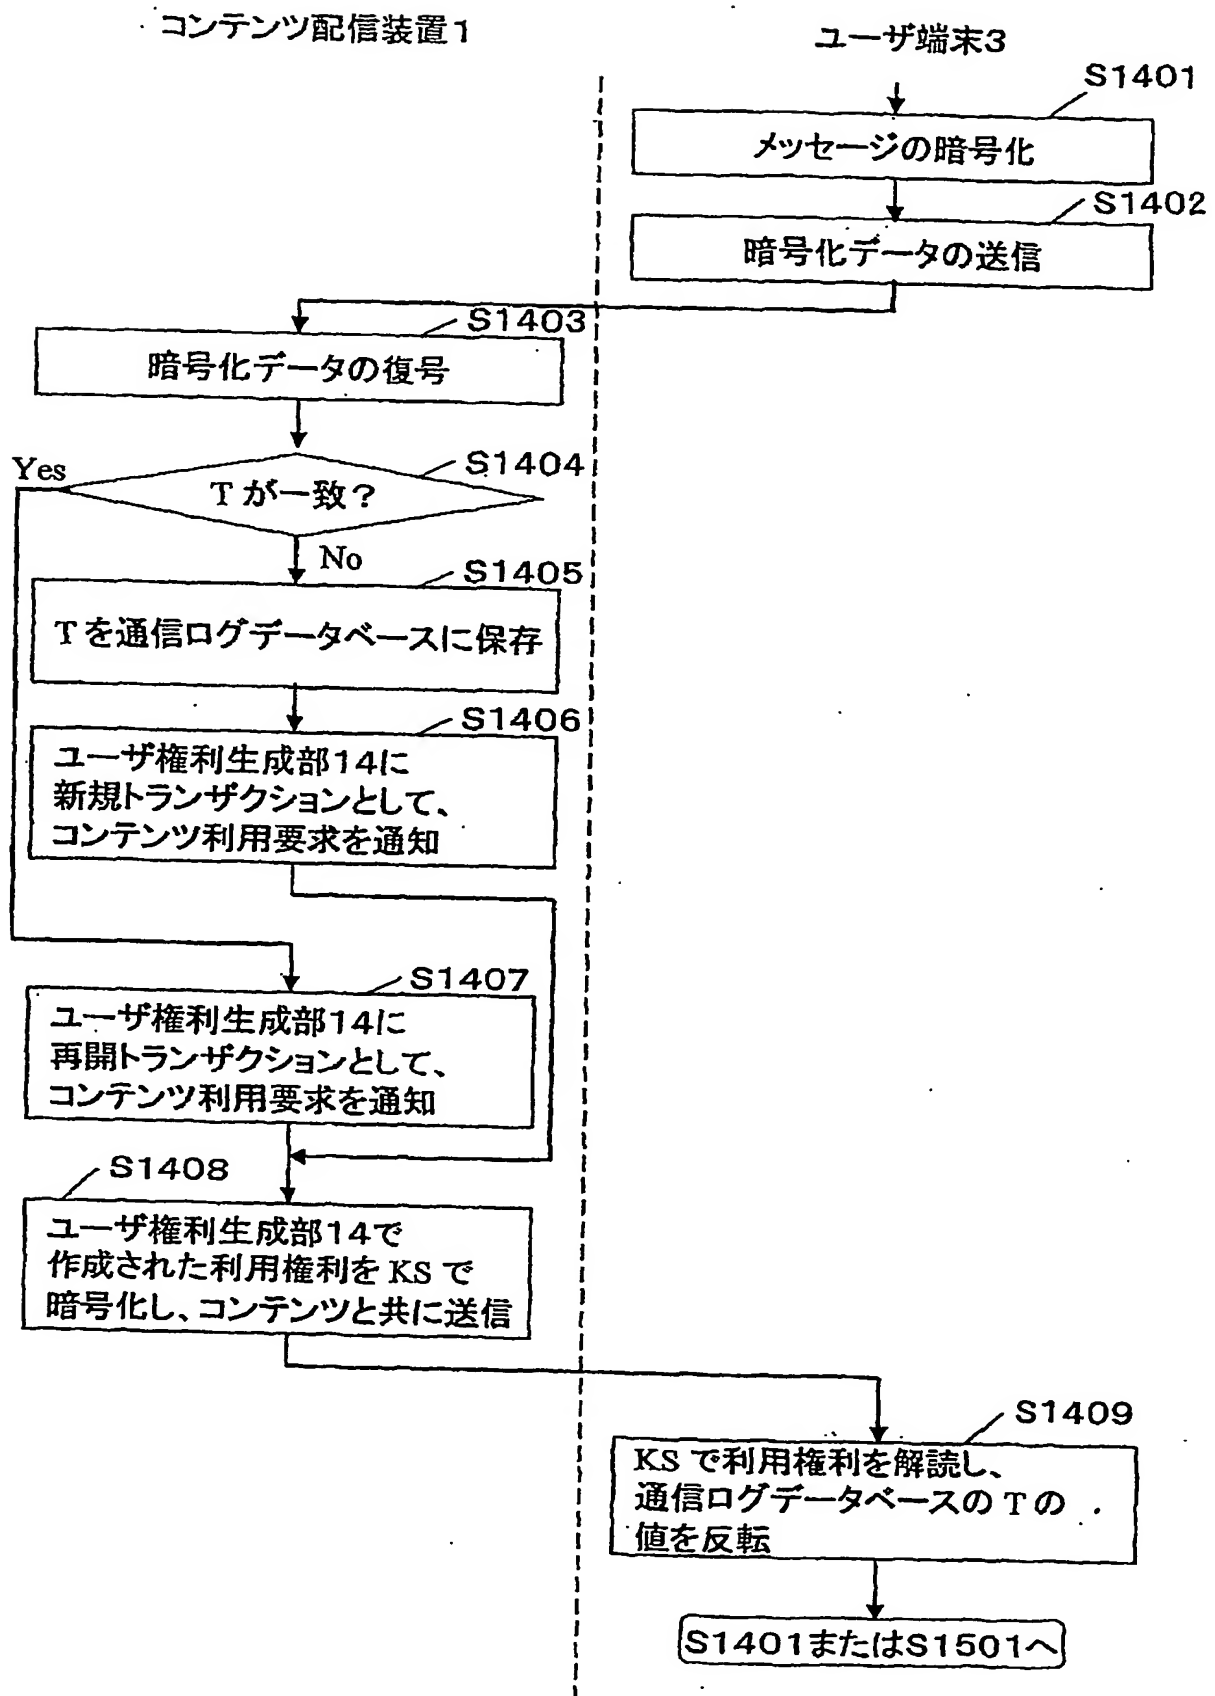 コンテンツ配信装置1
ユーザ端末3
S1401
メッセージの暗号化
S1402
暗号化データの送信
S1403
暗号化データの復号
S1404
Yes
Tが一致?
No
S1405
Tを通信ログデータベースに保存
S1406
ユーザ権利生成部14に
新規トランザクションとして、
コンテンツ利用要求を通知
S1407
ユーザ権利生成部14に
再開トランザクションとして、
コンテンツ利用要求を通知
S1408
ユーザ権利生成部14で
作成された利用権利をKSで
暗号化し、コンテンツと共に送信
S1409
KSで利用権利を解読し、
通信ログデータベースのTの
値を反転
S1401またはS1501へ